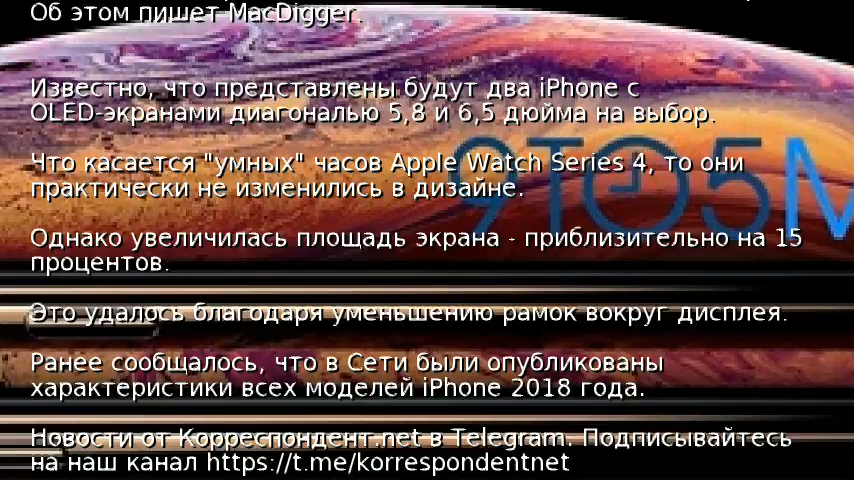 Об этом пишет MacDigger.
Известно, что представлены будут два iPhone с
OLED-экранами диагональю 5,8 и 6,5 дюйма на выбор.
Что касается "умных" часов Apple Watch Series 4, то они
практически не изменились в дизайне.
9TO5M
Однако увеличилась площадь экрана - приблизительно на 15
процентов.
Это удалось благодаря уменьшению рамок вокруг дисплея.
Ранее сообщалось, что в Сети были опубликованы
характеристики всех моделей iPhone 2018 года.
Новости от Корреспондент.net в Telegram. Подписывайтесь
на наш канал https://t.me/korrespondentnet